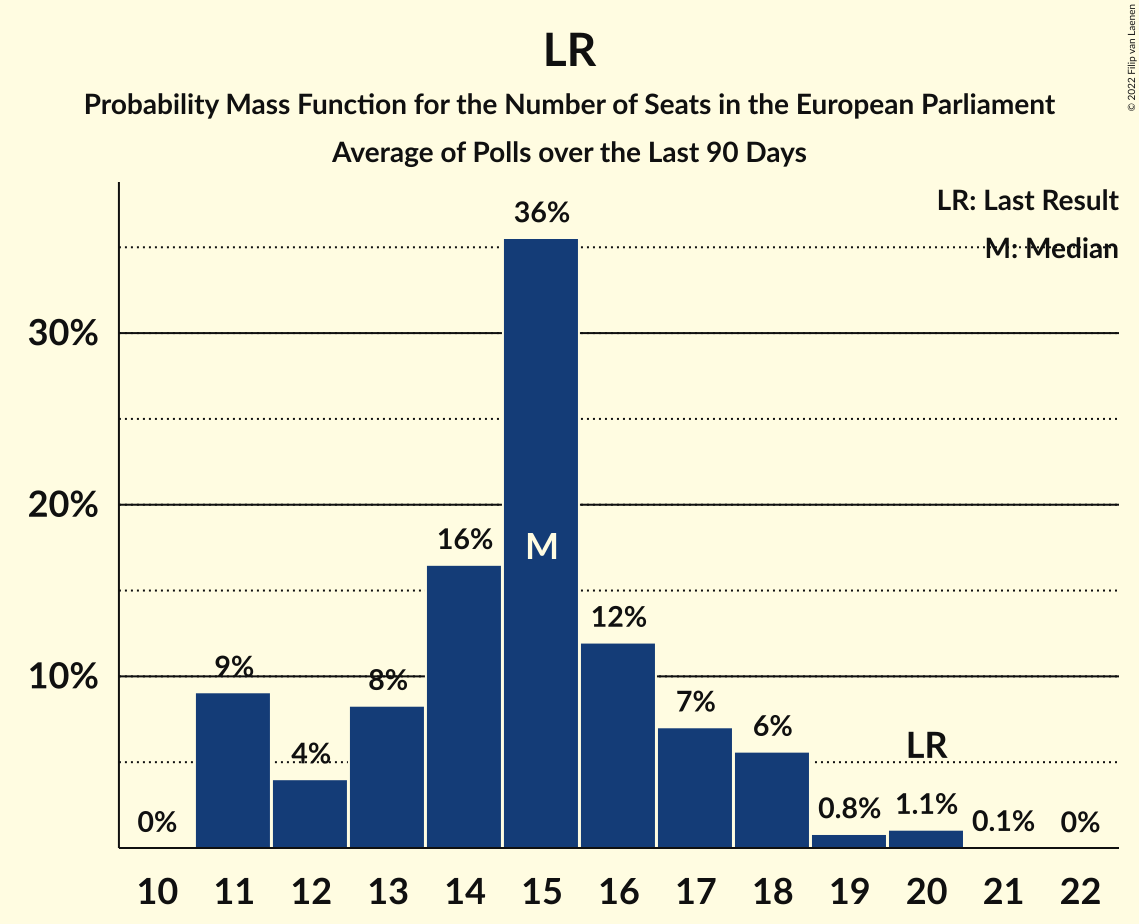 LR
Probability Mass Function for the Number of Seats in the European Parliament
Average of Polls over the Last 90 Days
© 2022 Filip van Laenen
LR: Last Result
M: Median
36%
30%
20%
16%
M
12%
10%
9%
8%
7%
6%
4%
LR
0%
0.8%
1.1%
0.1%
0%
10 11 12 13 14 15 16 17 18 19 20 21 22